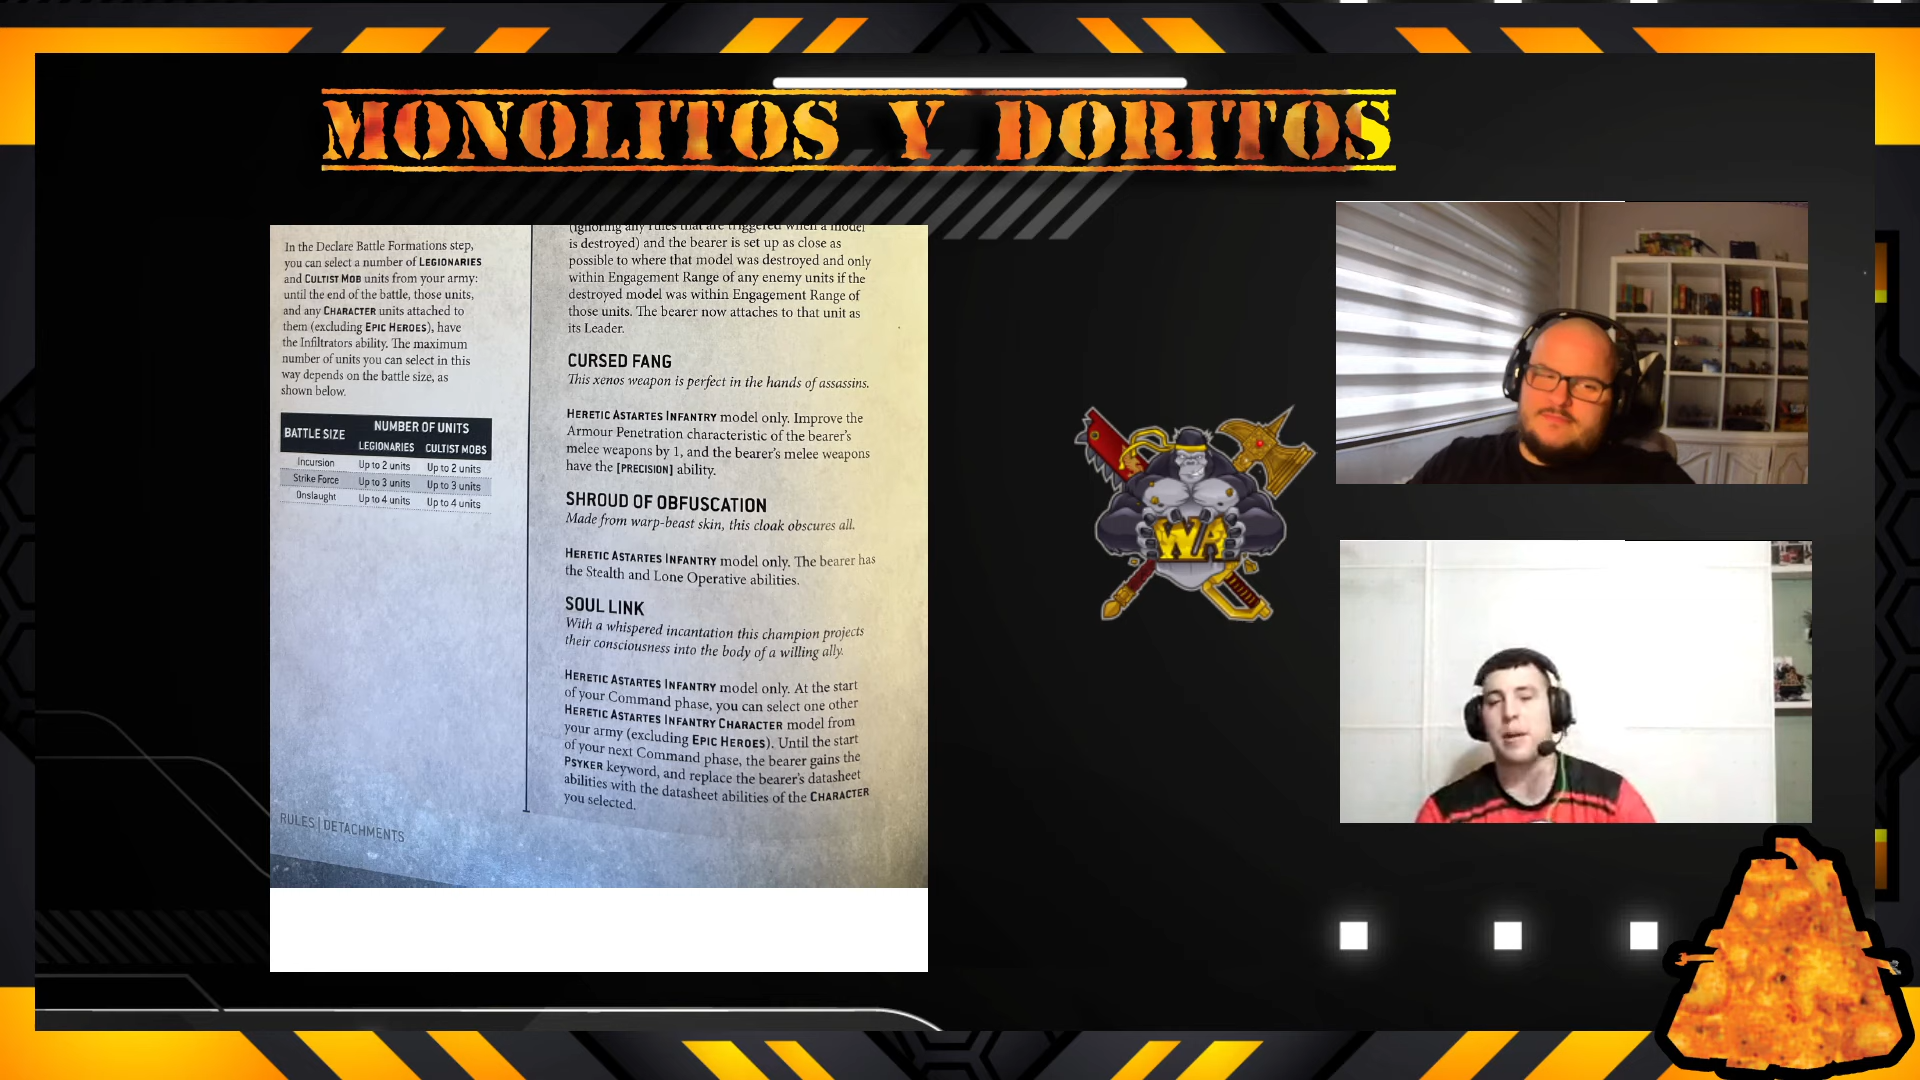 MONOLITOS Y DORITOS
In the Declare Battle Formations step,
you can select a number of LEGIONARIES
and CULTIST MOB units from your army:
until the end of the battle, those units,
and any CHARACTER units attached to
them (excluding EPIC HEROES), have
the Infiltrators ability. The maximum
number of units you can select in this
way depends on the battle size, as
shown below.
BATTLE SIZE NUMBER OF UNITS
LEGIONARIES CULTIST MOBS
Incursion Up to 2 units Up to 2 units
Strike Force Up to 3 units Up to 3 units
Onslaught Up to 4 units Up to 4 units
RULES | DETACHMENTS
(ignoring any rules that are triggered when a model
is destroyed) and the bearer is set up as close as
possible to where that model was destroyed and only
within Engagement Range of any enemy units if the
destroyed model was within Engagement Range of
those units. The bearer now attaches to that unit as
its Leader.
CURSED FANG
This xenos weapon is perfect in the hands of assassins.
HERETIC ASTARTES INFANTRY model only. Improve the
Armour Penetration characteristic of the bearer's
melee weapons by 1, and the bearer's melee weapons
have the [PRECISION] ability.
SHROUD OF OBFUSCATION
Made from warp-beast skin, this cloak obscures all.
HERETIC ASTARTES INFANTRY model only. The bearer has
the Stealth and Lone Operative abilities.
SOUL LINK
With a whispered incantation this champion projects
their consciousness into the body of a willing ally.
HERETIC ASTARTES INFANTRY model only. At the start
of your Command phase, you can select one other
HERETIC ASTARTES INFANTRY CHARACTER model from
your army (excluding EPIC HEROES). Until the start
of your next Command phase, the bearer gains the
PSYKER keyword, and replace the bearer's datasheet
abilities with the datasheet abilities of the CHARACTER
you selected.